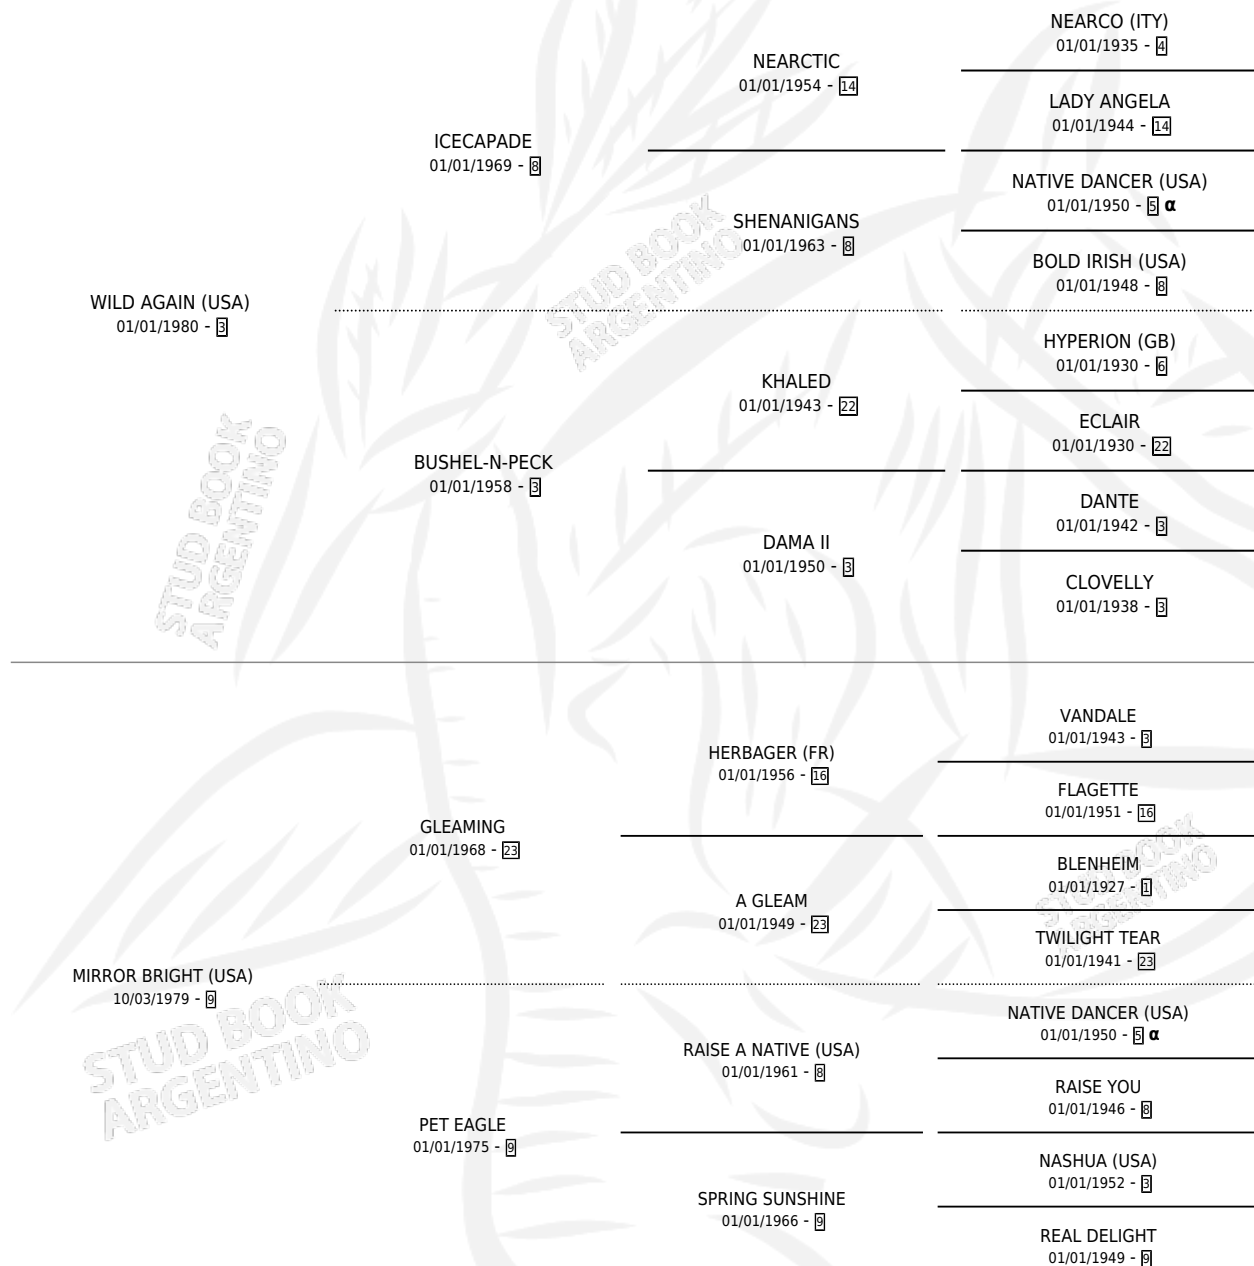 NEARCO (ITY)
01/01/1935 - 4
NEARCTIC
01/01/1954 - 14
LADY ANGELA
01/01/1944 - 14
ICECAPADE
01/01/1969 - 8
NATIVE DANCER (USA)
01/01/1950 - 5 α
SHENANIGANS
01/01/1963 - 8
BOLD IRISH (USA)
01/01/1948 - 8
WILD AGAIN (USA)
01/01/1980 - 3
HYPERION (GB)
01/01/1930 - 6
KHALED
01/01/1943 - 22
ECLAIR
01/01/1930 - 22
BUSHEL-N-PECK
01/01/1958 - 3
DANTE
01/01/1942 - 3
DAMA II
01/01/1950 - 3
CLOVELLY
01/01/1938 - 3
VANDALE
01/01/1943 - 3
HERBAGER (FR)
01/01/1956 - 16
FLAGETTE
01/01/1951 - 16
GLEAMING
01/01/1968 - 23
BLENHEIM
01/01/1927 - 1
A GLEAM
01/01/1949 - 23
TWILIGHT TEAR
01/01/1941 - 23
MIRROR BRIGHT (USA)
10/03/1979 - 9
NATIVE DANCER (USA)
01/01/1950 - 5 α
RAISE A NATIVE (USA)
01/01/1961 - 8
RAISE YOU
01/01/1946 - 8
PET EAGLE
01/01/1975 - 9
NASHUA (USA)
01/01/1952 - 3
SPRING SUNSHINE
01/01/1966 - 9
REAL DELIGHT
01/01/1949 - 9
STUD BOOK
ARGENTINO
STUD BOOK
ARGENTINO
STUD BOOK
ARGENTINO
STUD BOOK
ARGENTINO